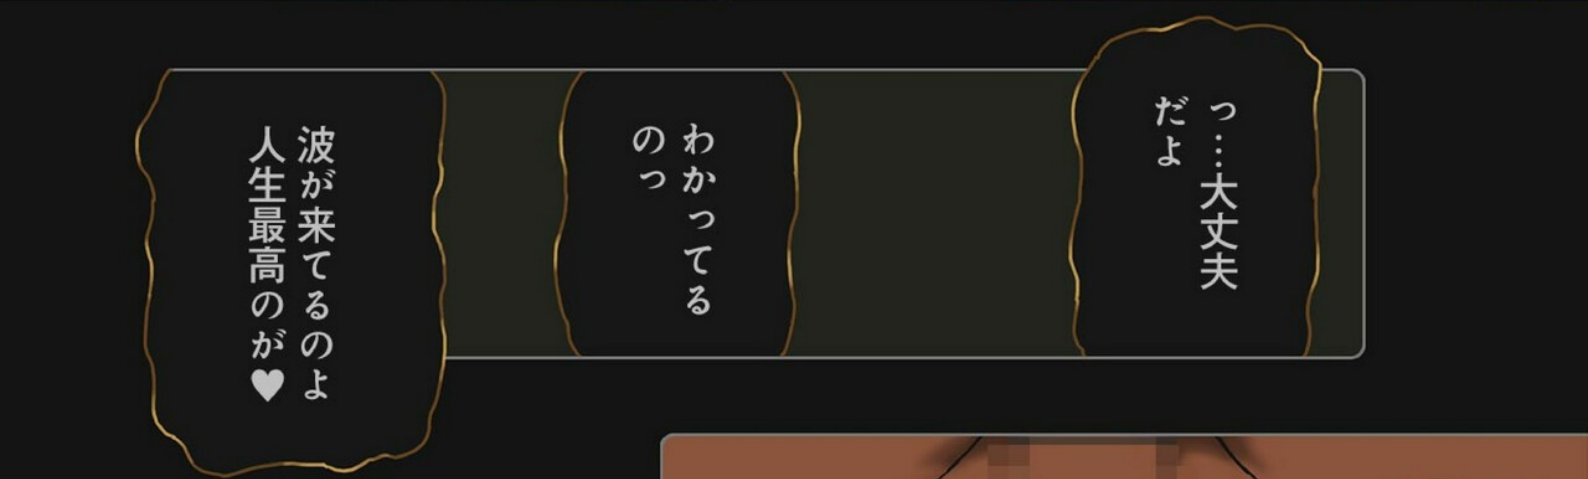 っ…大丈夫
だよ
わかってる
のっ
波が来てるのよ
人生最高のが♥